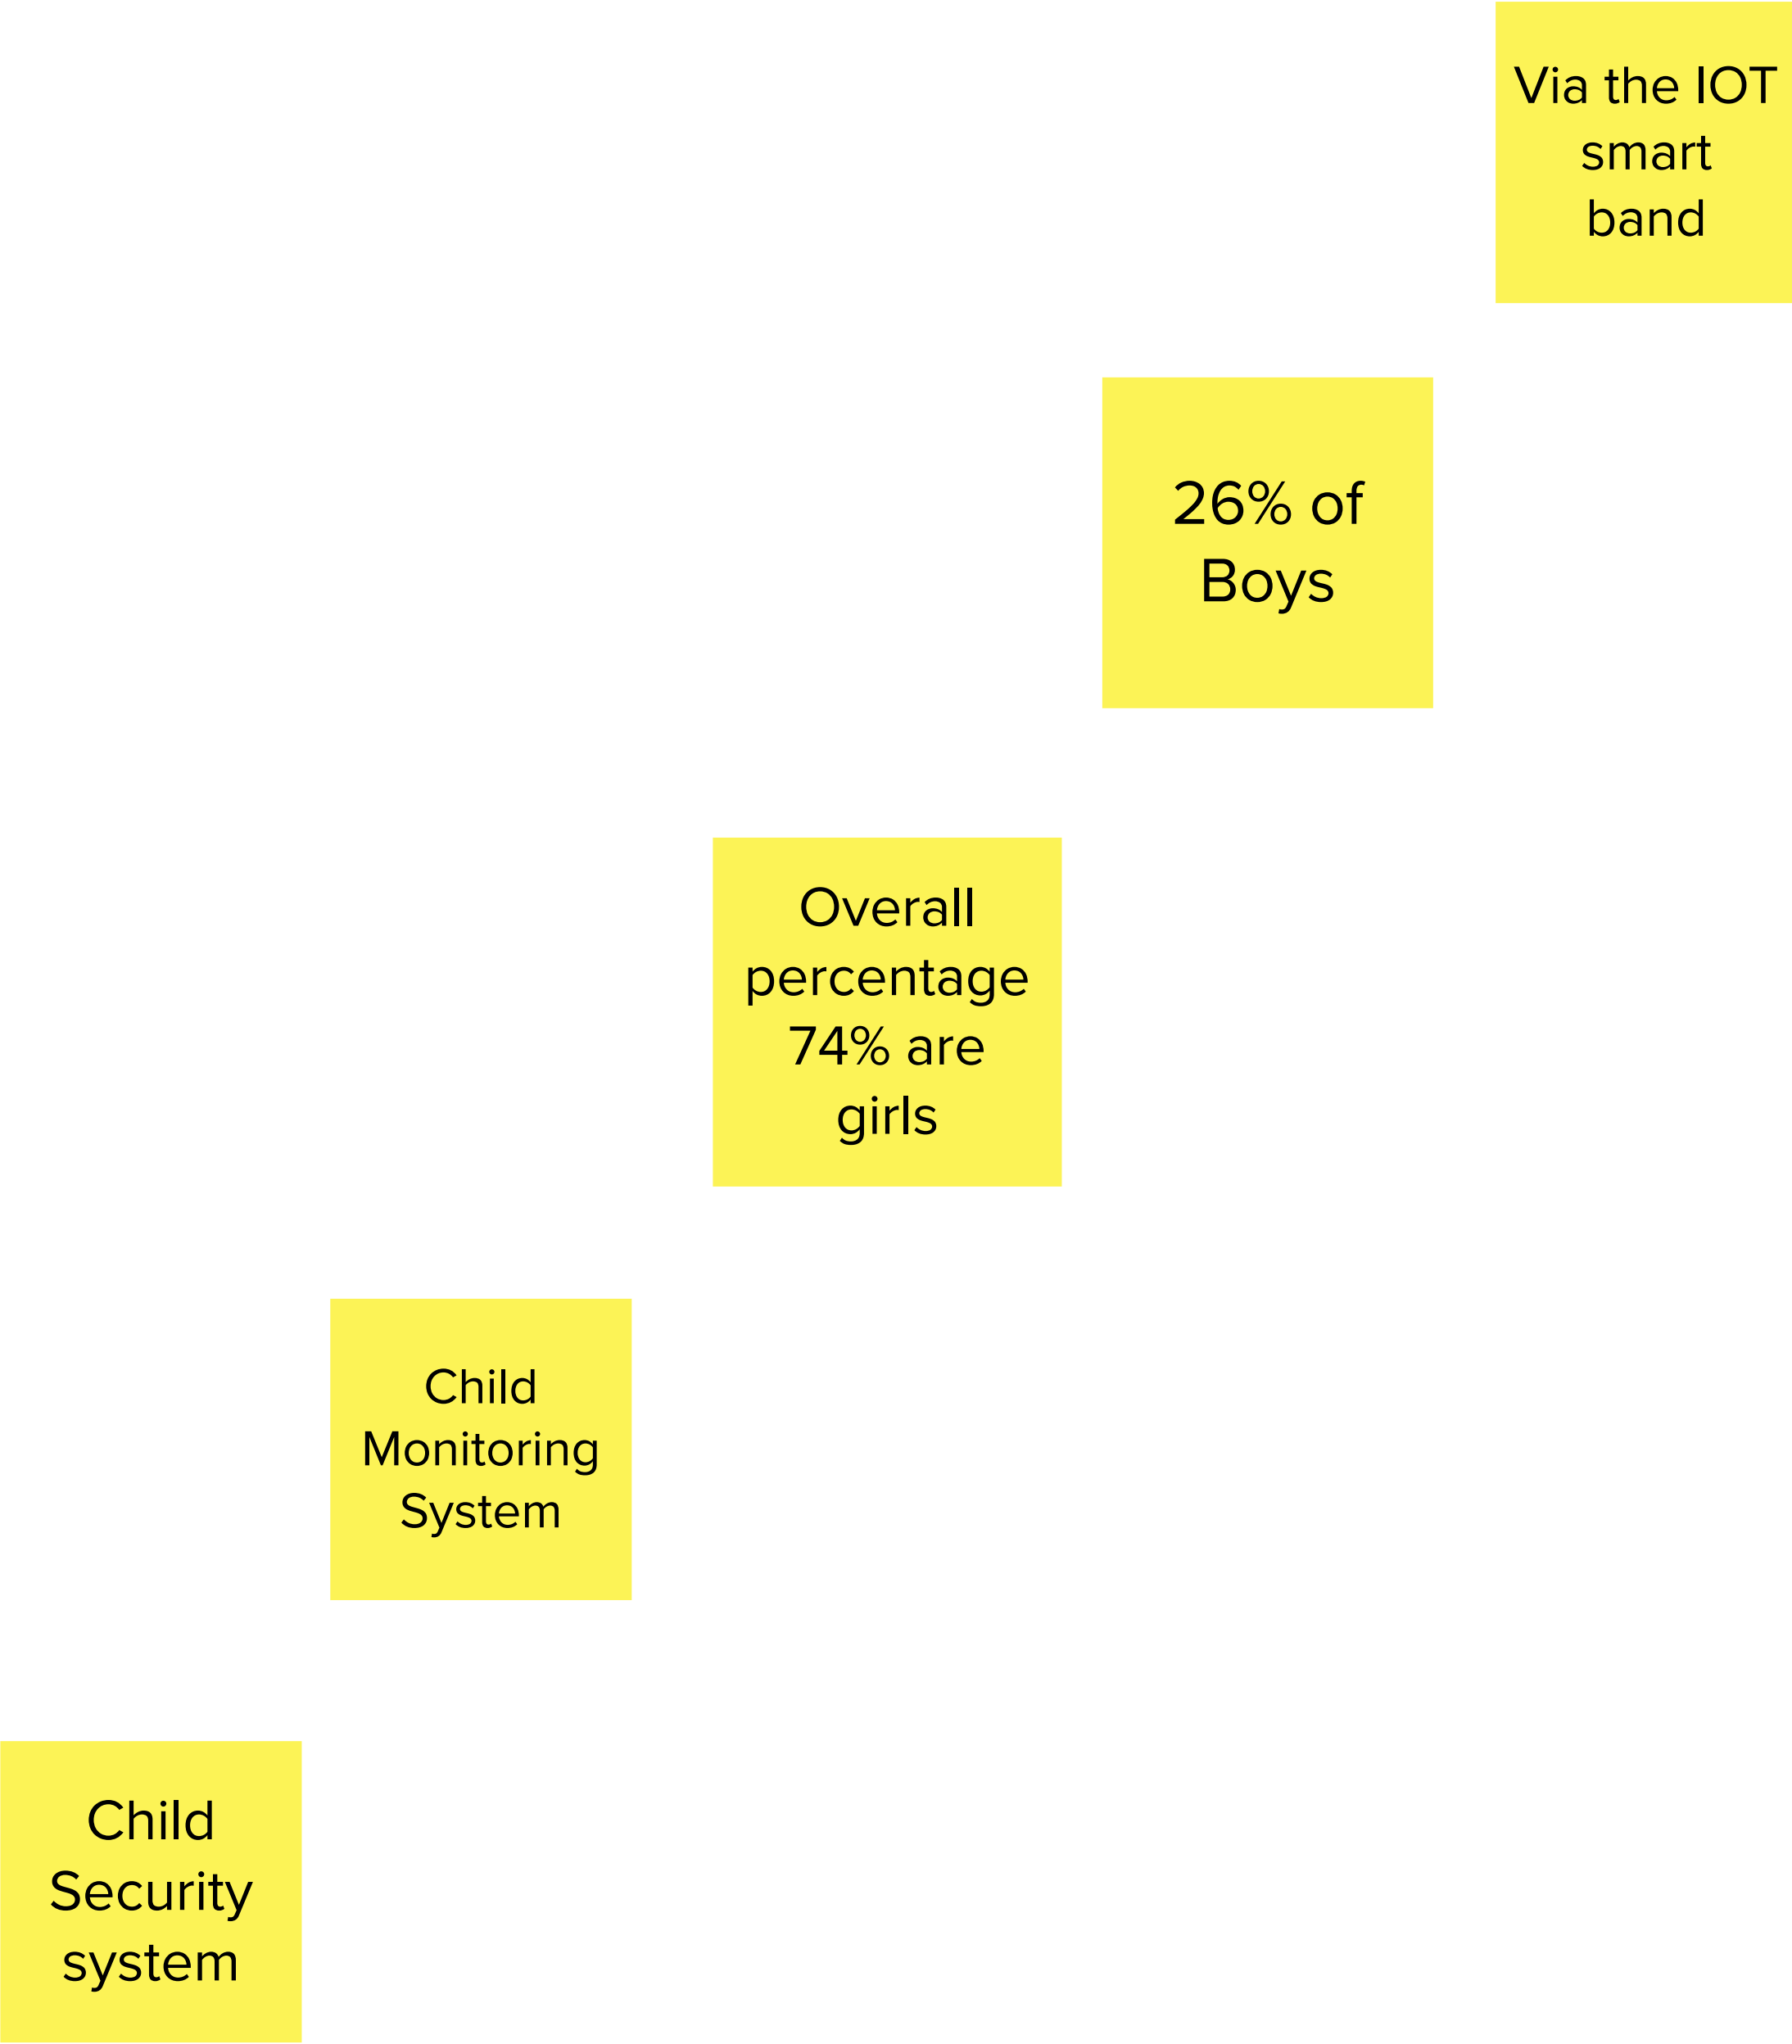 Via the IOT
smart
band
26% of
Boys
Overall
percentage
74% are
girls
Child
Monitoring
System
Child
Security
system